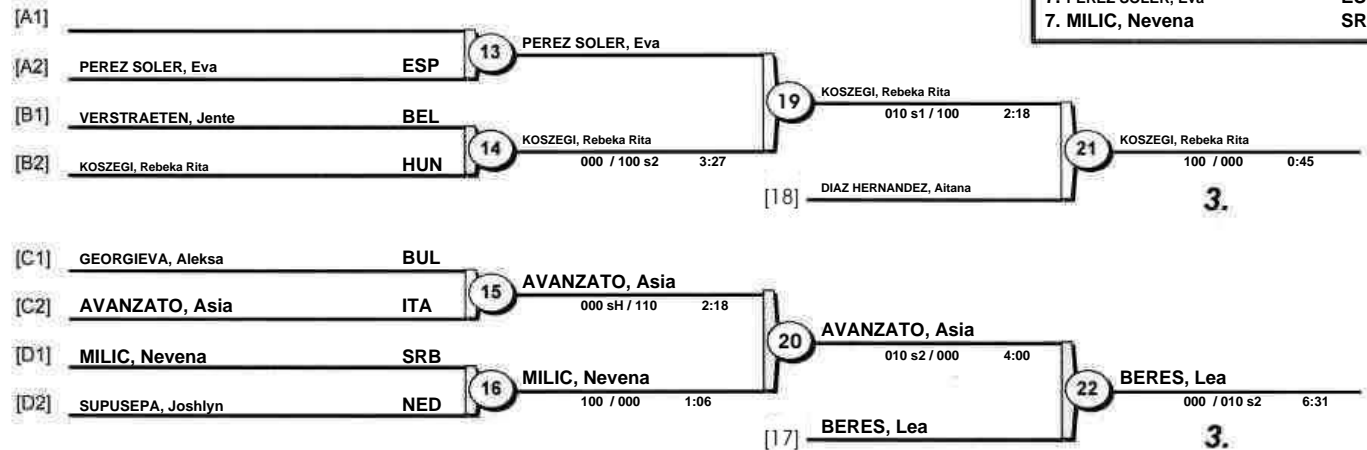 7. PEREZ SOLER, Eva
7. MILIC, Nevena SR
[A1]
[A2] PEREZ SOLER, Eva ESP
13 PEREZ SOLER, Eva
[B1] VERSTRAETEN, Jente BEL
[B2] KOSZEGI, Rebeka Rita HUN
14 KOSZEGI, Rebeka Rita
000 / 100 s2 3:27
19 KOSZEGI, Rebeka Rita
010 s1 / 100 2:18
[18] DIAZ HERNANDEZ, Aitana
21 KOSZEGI, Rebeka Rita
100 / 000 0:45
3.
[C1] GEORGIEVA, Aleksa BUL
[C2] AVANZATO, Asia ITA
15 AVANZATO, Asia
000 sH / 110 2:18
[D1] MILIC, Nevena SRB
[D2] SUPUSEPA, Joshlyn NED
16 MILIC, Nevena
100 / 000 1:06
20 AVANZATO, Asia
010 s2 / 000 4:00
[17] BERES, Lea
22 BERES, Lea
000 / 010 s2 6:31
3.